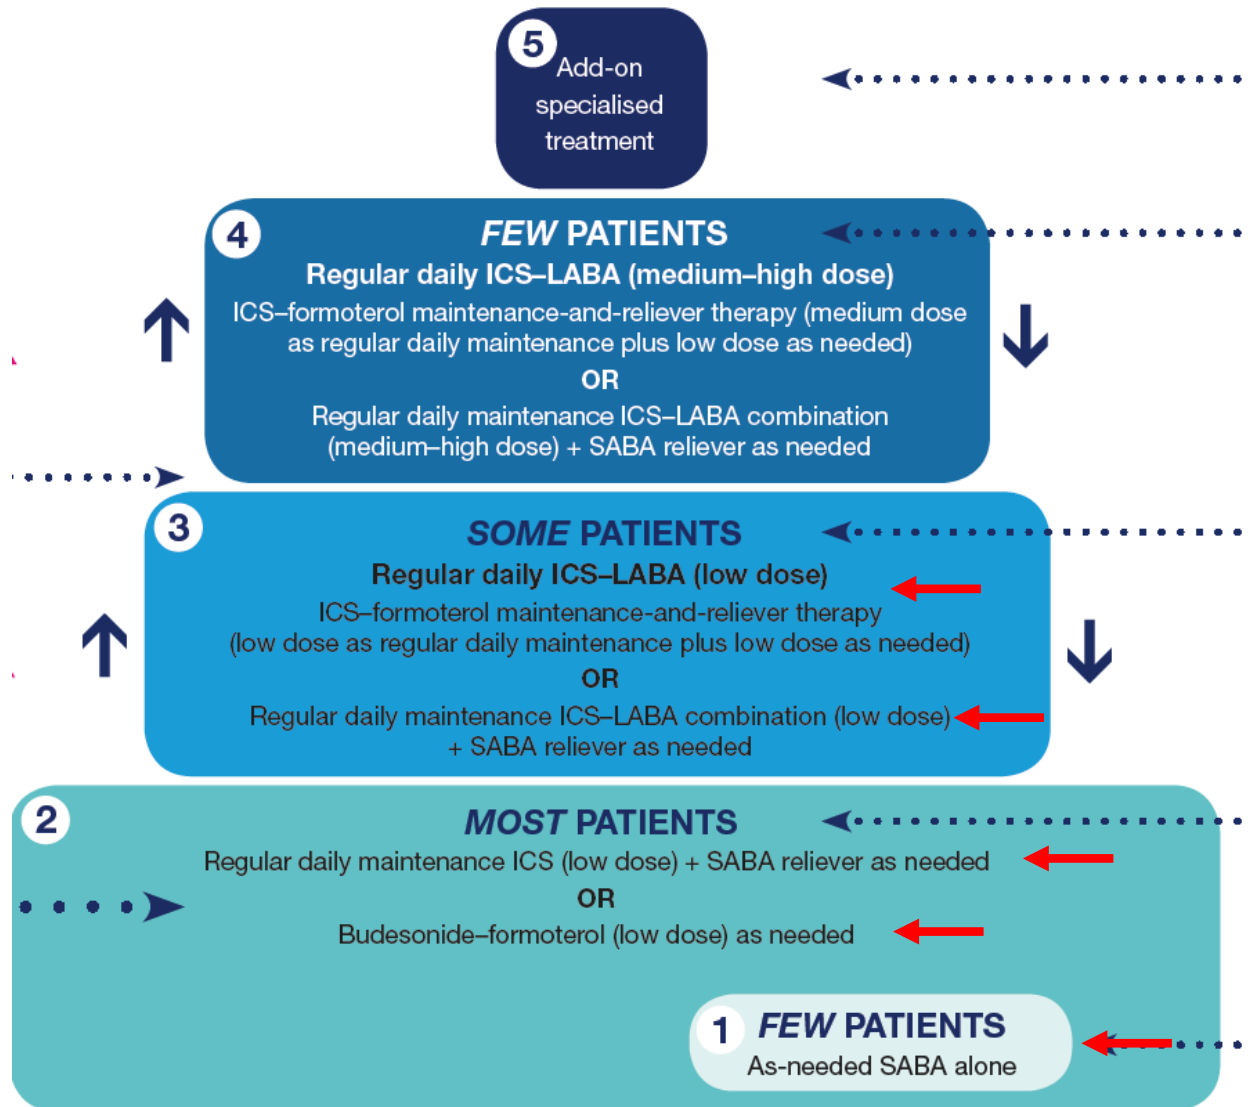 5
Add-on
specialised
treatment
4
FEW PATIENTS
Regular daily ICS–LABA (medium–high dose)
ICS–formoterol maintenance-and-reliever therapy (medium dose
as regular daily maintenance plus low dose as needed)
OR
Regular daily maintenance ICS–LABA combination
(medium–high dose) + SABA reliever as needed
3
SOME PATIENTS
Regular daily ICS–LABA (low dose)
ICS–formoterol maintenance-and-reliever therapy
(low dose as regular daily maintenance plus low dose as needed)
OR
Regular daily maintenance ICS–LABA combination (low dose)
+ SABA reliever as needed
2
MOST PATIENTS
Regular daily maintenance ICS (low dose) + SABA reliever as needed
OR
Budesonide–formoterol (low dose) as needed
1
FEW PATIENTS
As-needed SABA alone